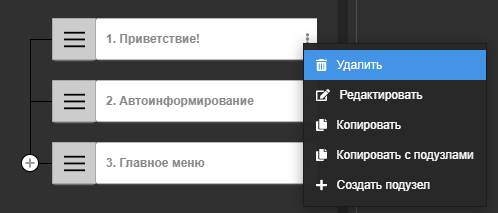 1. Приветствие!
Удалить
2. Автоинформирование
Редактировать
Копировать
3. Главное меню
Копировать с подузлами
Создать подузел